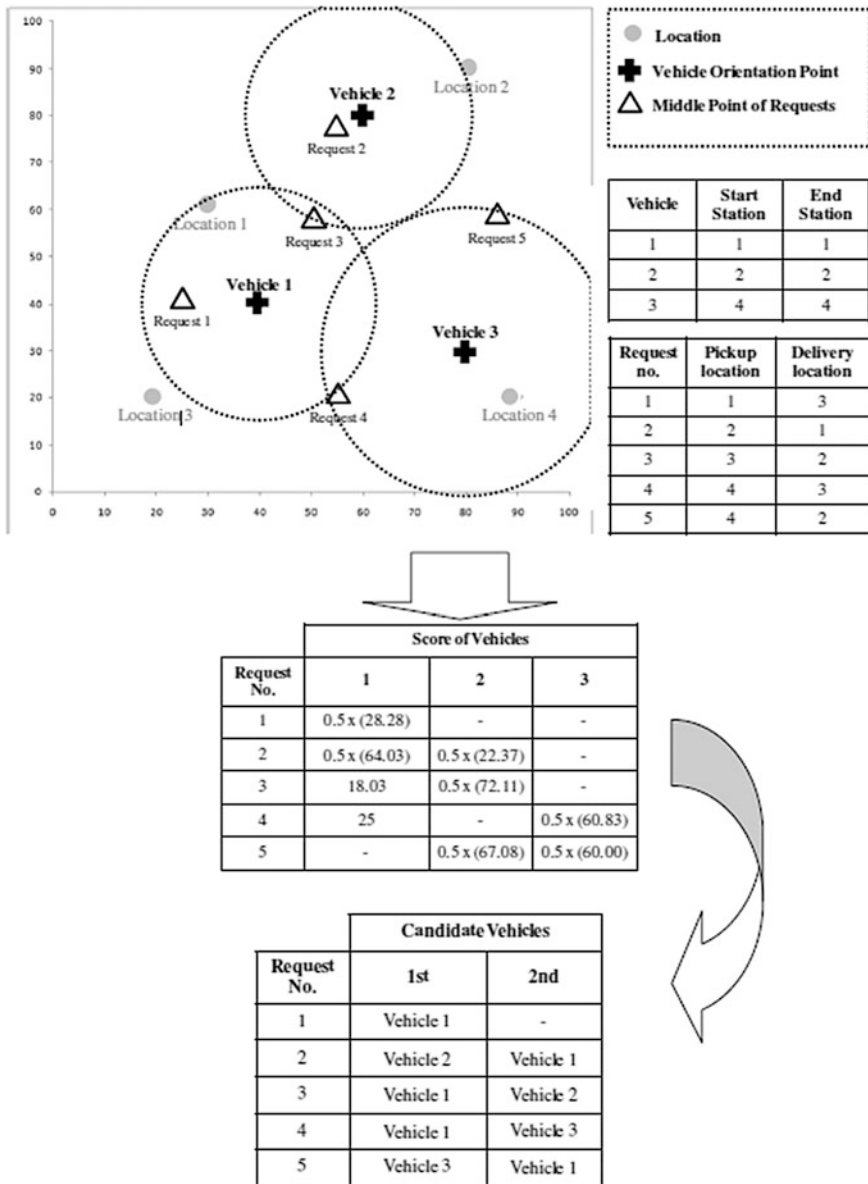 100
90
80
70
60
50
40
30
20
10
0
0 10 20 30 40 50 60 70 80 90 100
Vehicle 2
Location 2
Request 2
Location 1
Request 3
Request 5
Vehicle 1
Request 1
Vehicle 3
Location 3
Request 4
Location 4
Location
Vehicle Orientation Point
Middle Point of Requests
Vehicle Start Station End Station
1 1 1
2 2 2
3 4 4
Request no. Pickup location Delivery location
1 1 3
2 2 1
3 3 2
4 4 3
5 4 2
Score of Vehicles
Request No. 1 2 3
1 0.5 x (28.28) - -
2 0.5 x (64.03) 0.5 x (22.37) -
3 18.03 0.5 x (72.11) -
4 25 - 0.5 x (60.83)
5 - 0.5 x (67.08) 0.5 x (60.00)
Candidate Vehicles
Request No. 1st 2nd
1 Vehicle 1 -
2 Vehicle 2 Vehicle 1
3 Vehicle 1 Vehicle 2
4 Vehicle 1 Vehicle 3
5 Vehicle 3 Vehicle 1